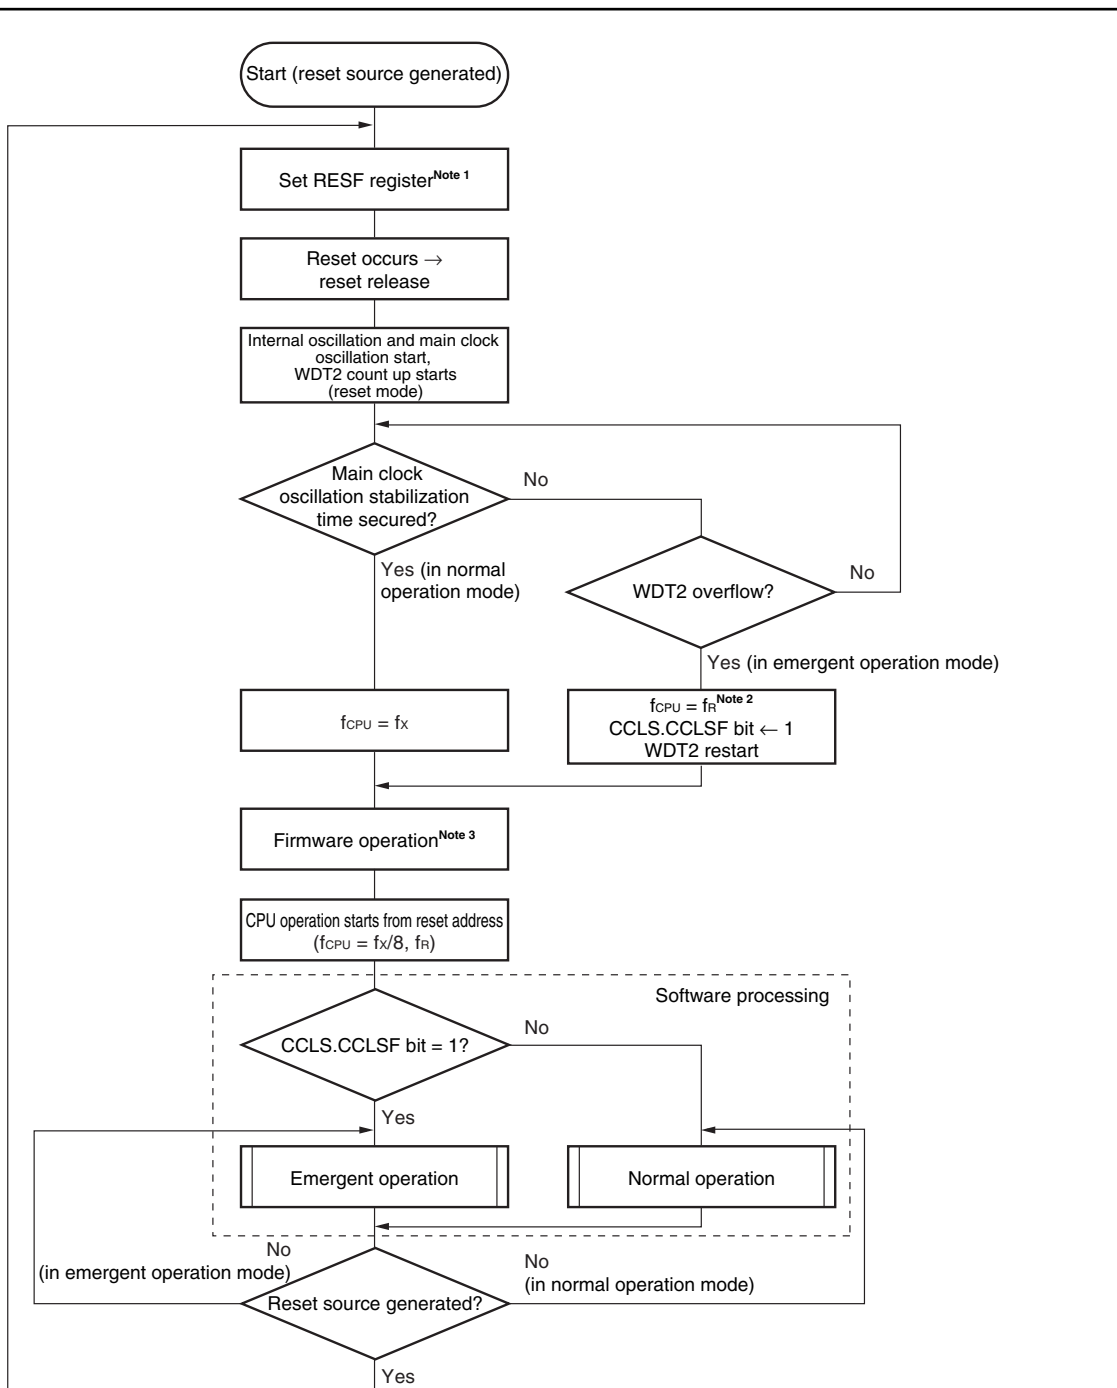 Start (reset source generated)
Set RESF register Note 1
Reset occurs →
reset release
Internal oscillation and main clock
oscillation start,
WDT2 count up starts
(reset mode)
Main clock
oscillation stabilization
time secured?
No
Yes (in normal
operation mode)
WDT2 overflow?
No
Yes (in emergent operation mode)
fCPU = fX
fCPU = fR Note 2
CCLS.CCLSF bit ← 1
WDT2 restart
Firmware operation Note 3
CPU operation starts from reset address
(fCPU = fX/8, fR)
Software processing
CCLS.CCLSF bit = 1?
No
Yes
Emergent operation
Normal operation
No
(in emergent operation mode)
No
(in normal operation mode)
Reset source generated?
Yes